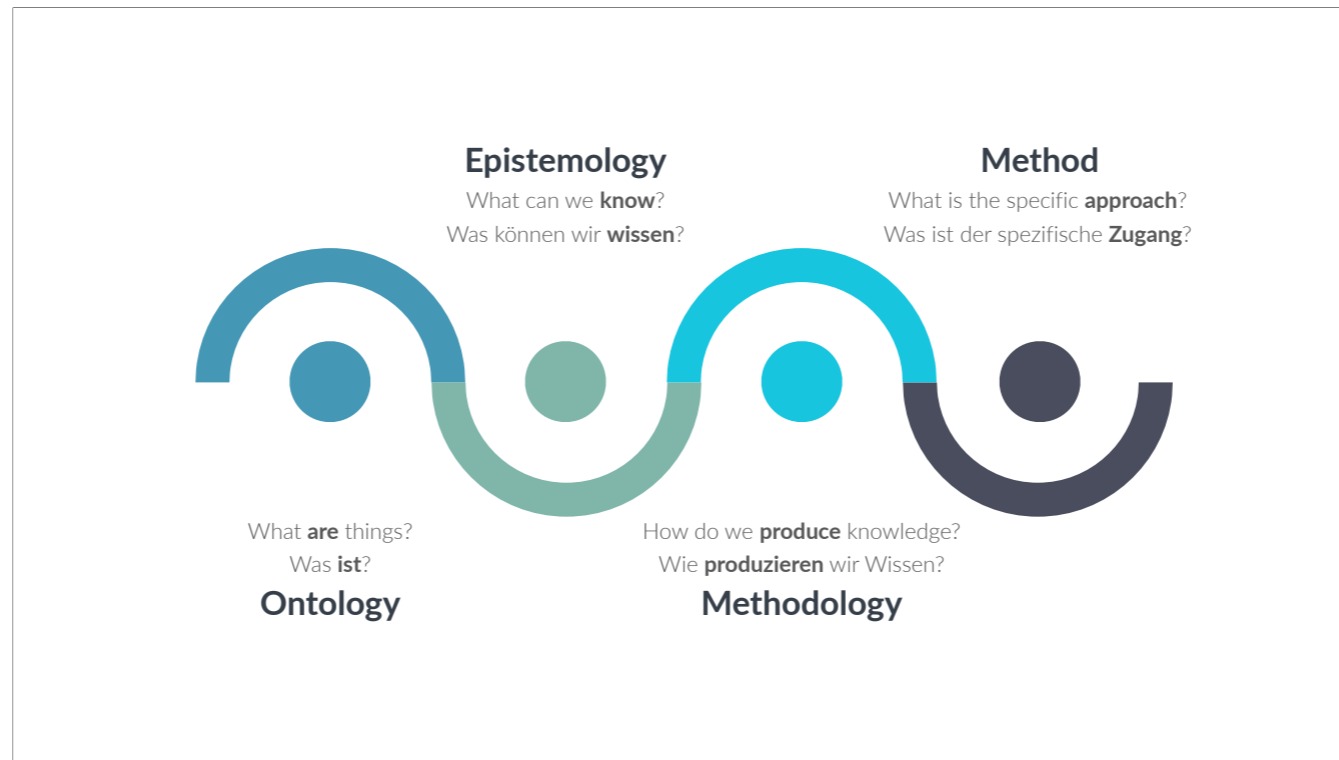 Epistemology
What can we know?
Was können wir wissen?
Method
What is the specific approach?
Was ist der spezifische Zugang?
What are things?
Was ist?
Ontology
How do we produce knowledge?
Wie produzieren wir Wissen?
Methodology